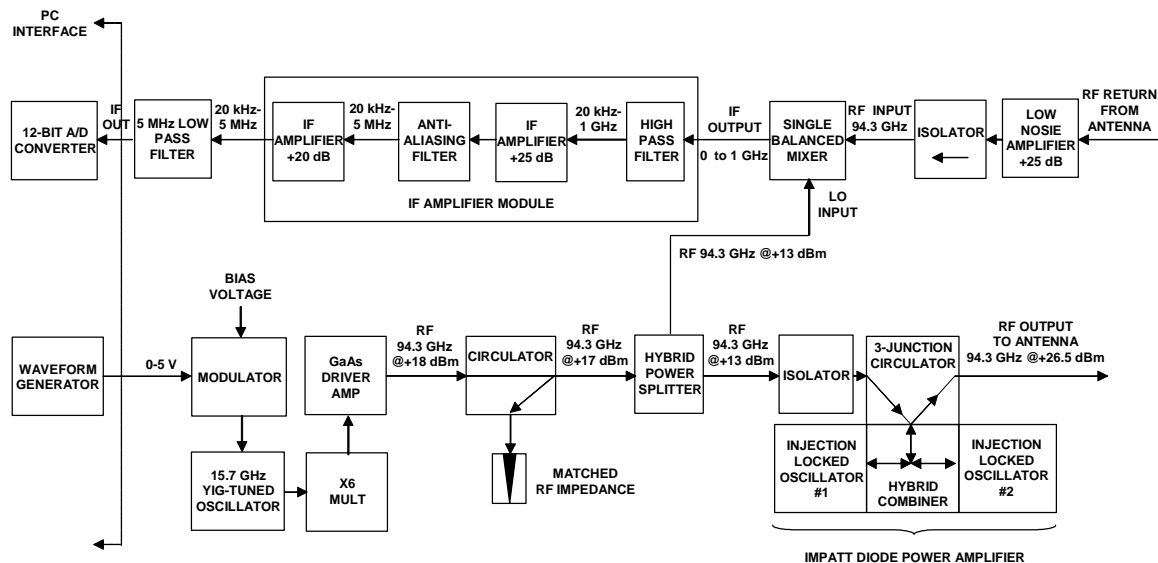 PC
INTERFACE
12-BIT A/D
CONVERTER
IF
OUT
5 MHz LOW
PASS
FILTER
20 kHz-
5 MHz
IF
AMPLIFIER
+20 dB
20 kHz-
5 MHz
ANTI-
ALIASING
FILTER
IF
AMPLIFIER
+25 dB
20 kHz-
1 GHz
HIGH
PASS
FILTER
IF AMPLIFIER MODULE
IF
OUTPUT
0 to 1 GHz
SINGLE
BALANCED
MIXER
RF INPUT
94.3 GHz
ISOLATOR
LOW
NOSIE
AMPLIFIER
+25 dB
RF RETURN
FROM
ANTENNA
LO
INPUT
RF 94.3 GHz @+13 dBm
BIAS
VOLTAGE
WAVEFORM
GENERATOR
0-5 V
MODULATOR
15.7 GHz
YIG-TUNED
OSCILLATOR
X6
MULT
GaAs
DRIVER
AMP
RF
94.3 GHz
@+18 dBm
CIRCULATOR
MATCHED
RF IMPEDANCE
RF
94.3 GHz
@+17 dBm
HYBRID
POWER
SPLITTER
RF
94.3 GHz
@+13 dBm
ISOLATOR
3-JUNCTION
CIRCULATOR
RF OUTPUT
TO ANTENNA
94.3 GHz @+26.5 dBm
INJECTION
LOCKED
OSCILLATOR
#1
HYBRID
COMBINER
INJECTION
LOCKED
OSCILLATOR
#2
IMPATT DIODE POWER AMPLIFIER